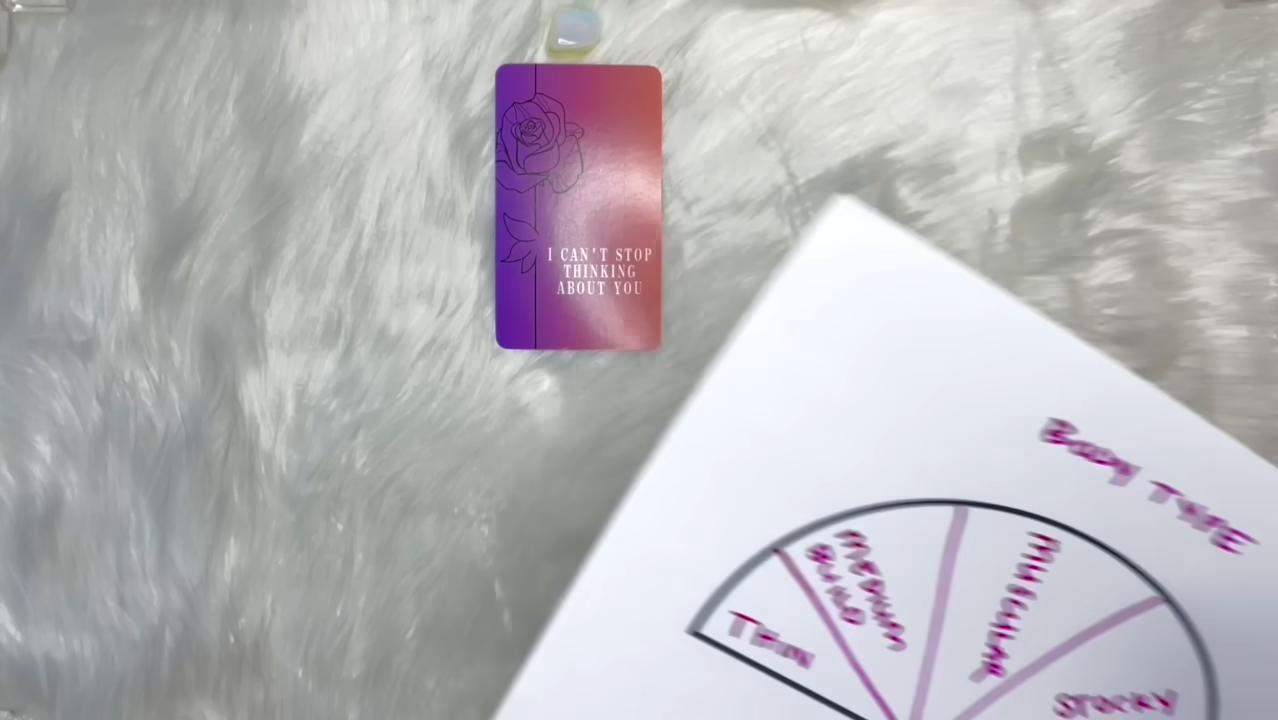 I CAN'T STOP
THINKING
ABOUT YOU
BODY TYPE
THIN
MEDIUM
BUILD
MUSCULAR
STOCKY